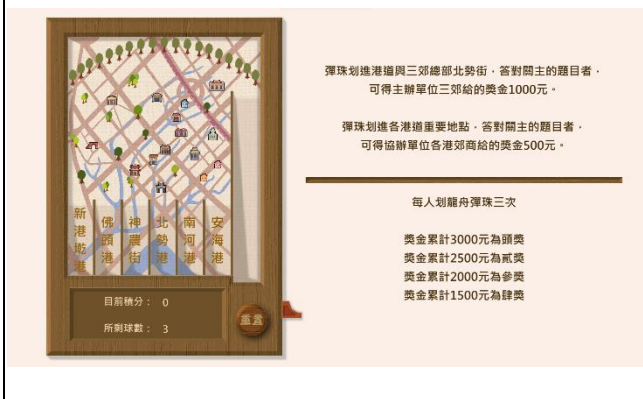 彈珠划進港道與三郊總部北勢街，答對關主的題目者，
可得主辦單位三郊給的獎金1000元。
彈珠划進各港道重要地點，答對關主的題目者，
可得協辦單位各港郊商給的獎金500元。
每人划龍舟彈珠三次
獎金累計3000元為頭獎
獎金累計2500元為貳獎
獎金累計2000元為參獎
獎金累計1500元為肆獎
新港墘港
佛頭港
神農街
北勢港
南河港
安海港
目前積分： 0
所剩球數： 3
重置